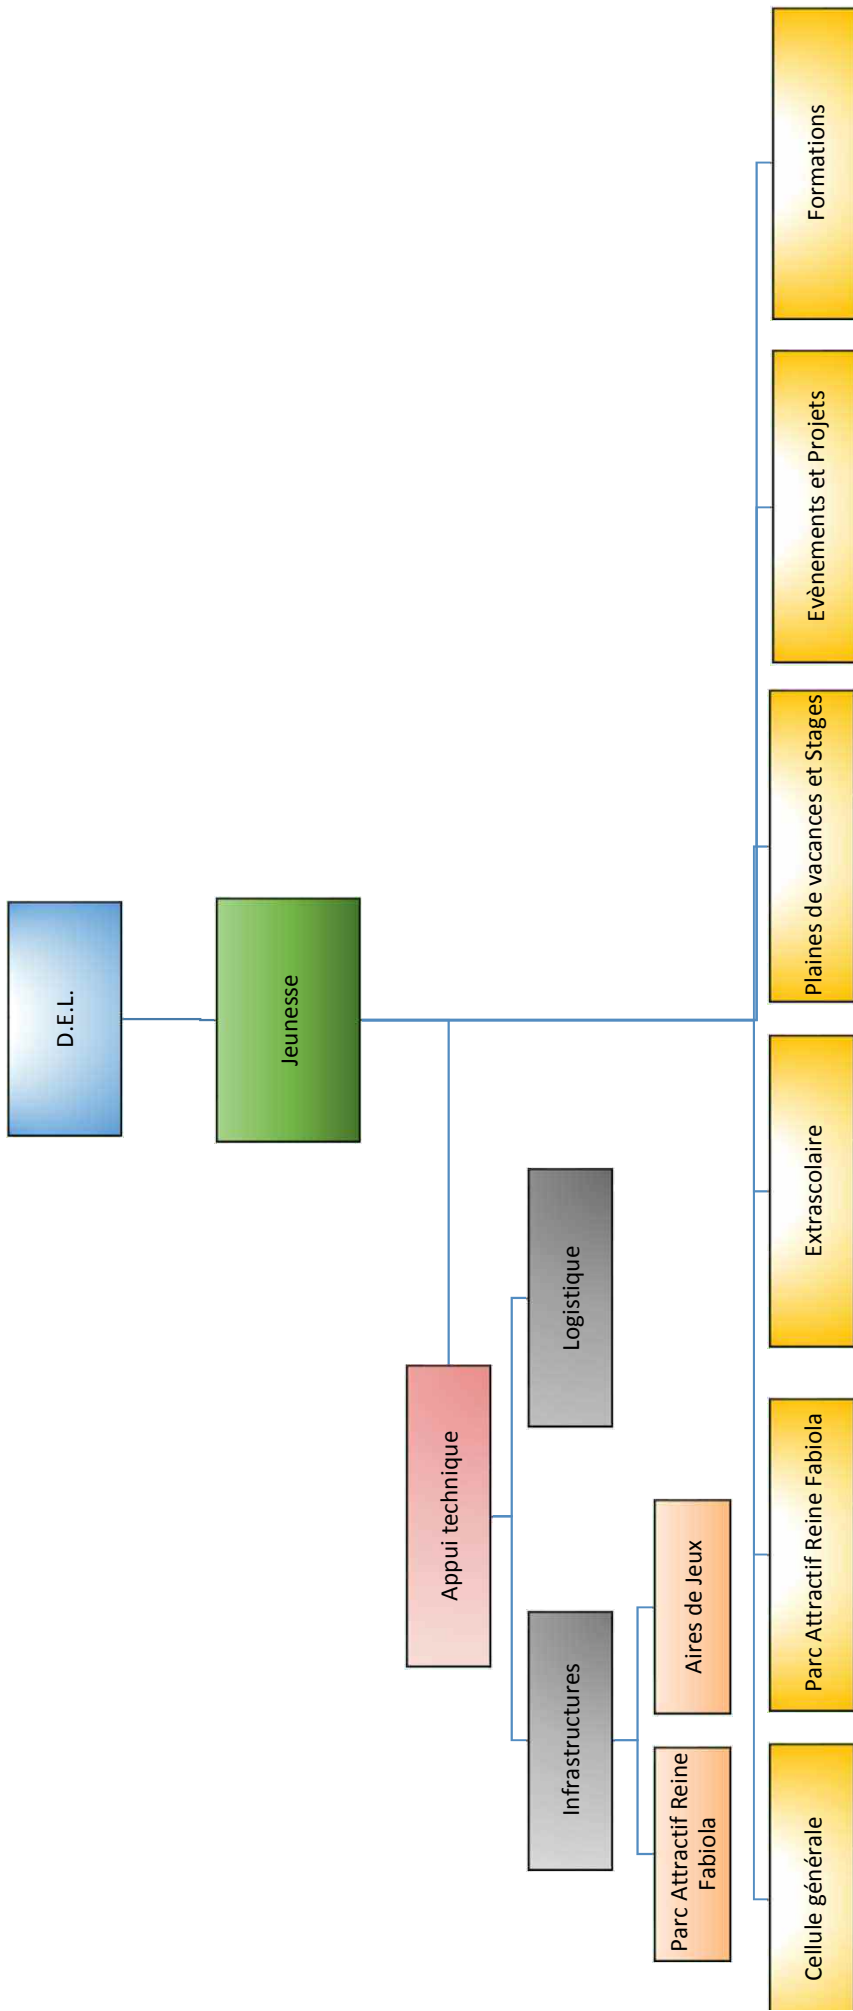 D.E.L.
Jeunesse
Appui technique
Infrastructures
Logistique
Parc Attractif Reine
Fabiola
Aires de Jeux
Cellule générale
Parc Attractif Reine Fabiola
Extrascolaire
Plaines de vacances et Stages
Evènements et Projets
Formations